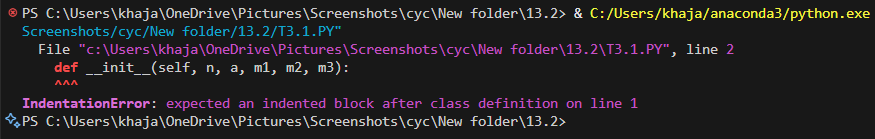 PS C:\Users\khaja\OneDrive\Pictures\Screenshots\cyc\New folder\13.2> & C:/Users/khaja/anaconda3/python.exe
Screenshots/cyc/New folder/13.2/T3.1.PY"
File "c:\Users\khaja\OneDrive\Pictures\Screenshots\cyc\New folder\13.2\T3.1.PY", line 2
def __init__(self, n, a, m1, m2, m3):
^^^
IndentationError: expected an indented block after class definition on line 1
PS C:\Users\khaja\OneDrive\Pictures\Screenshots\cyc\New folder\13.2>